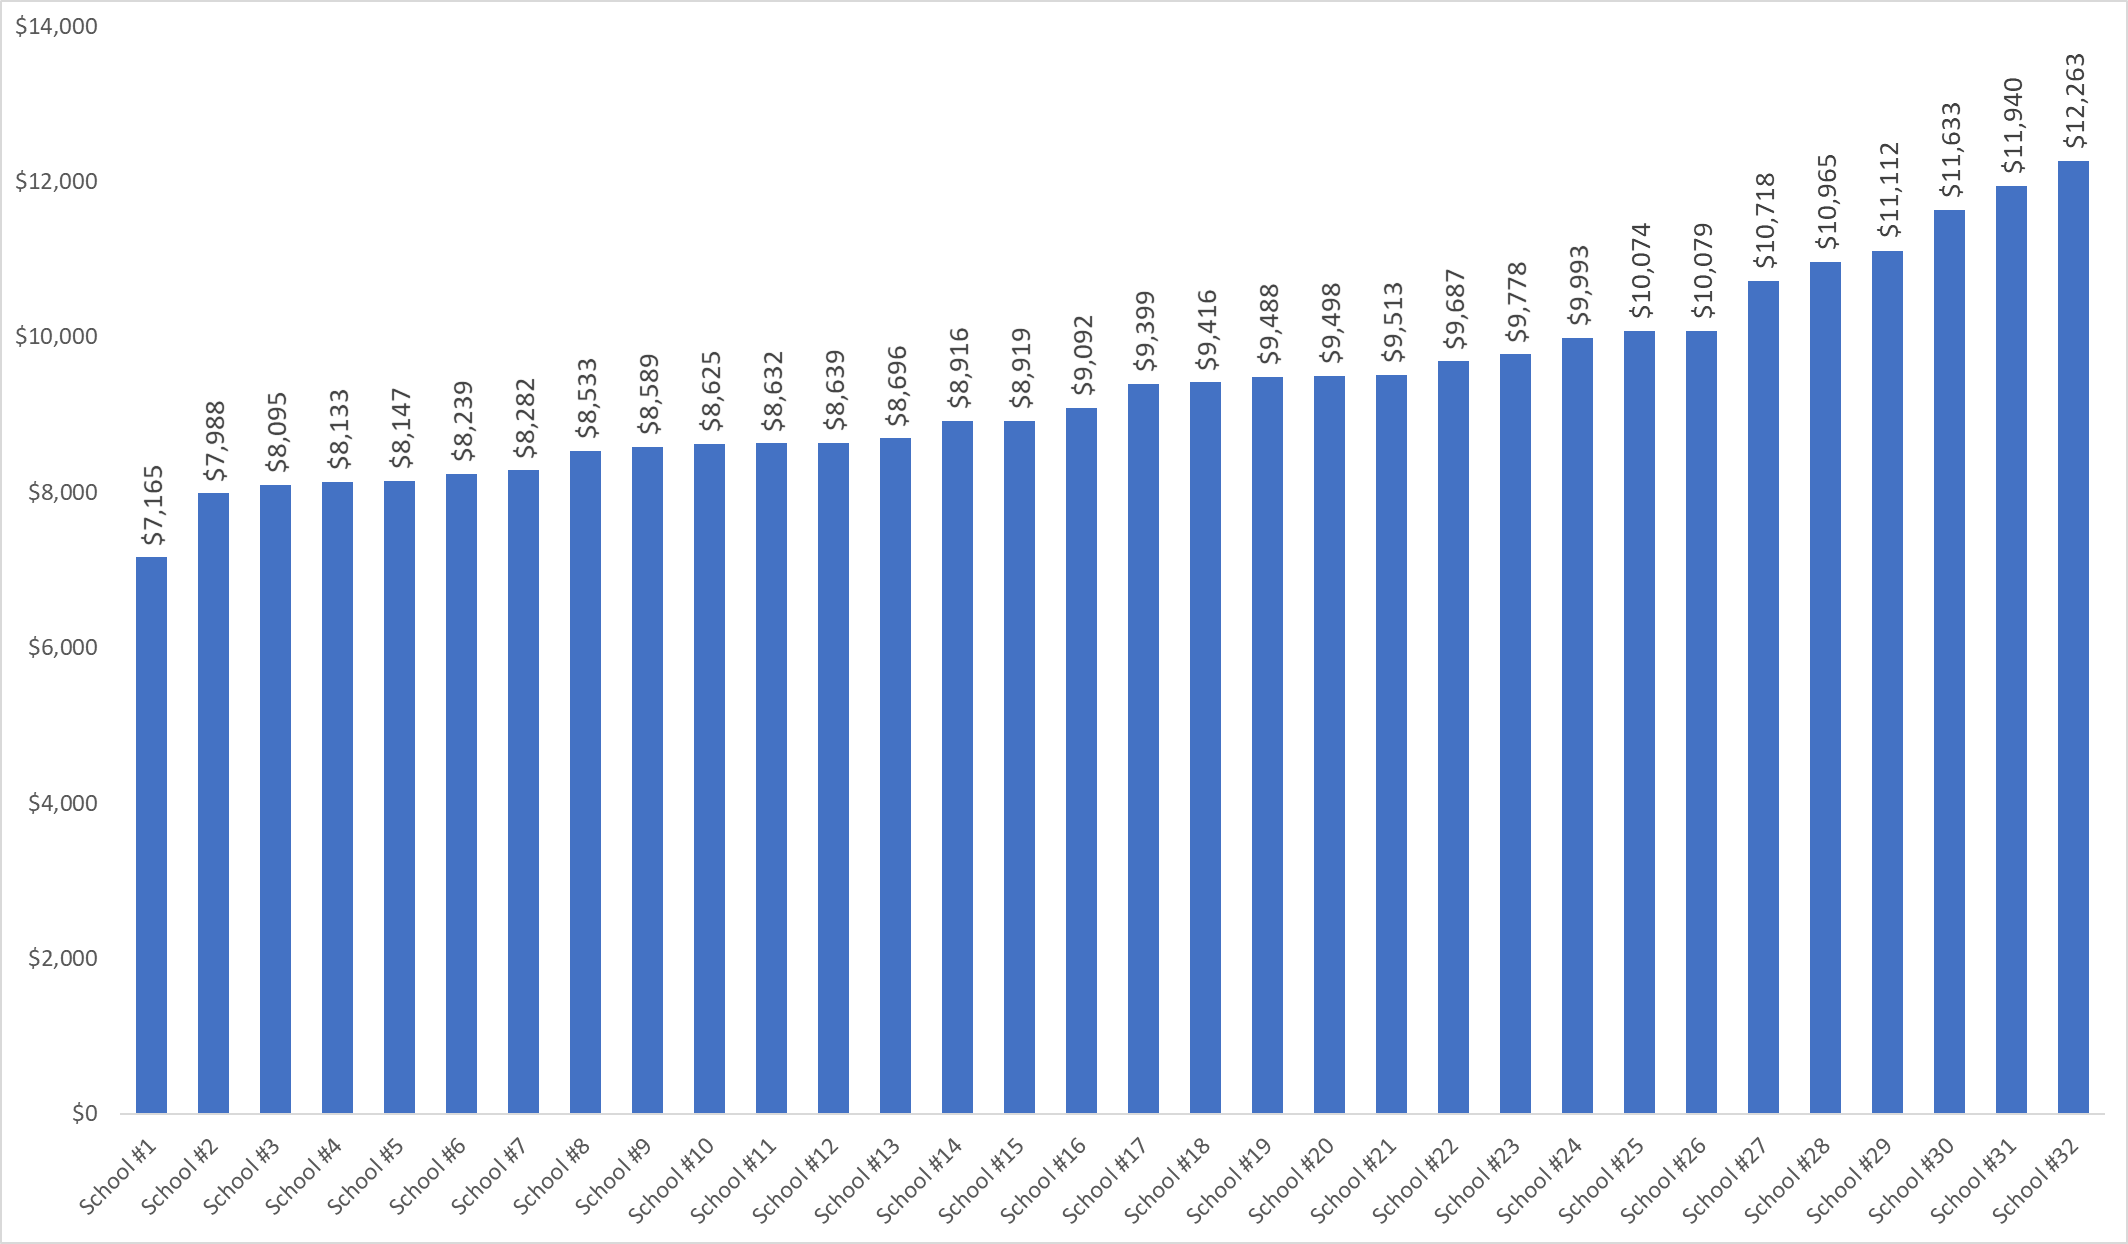 $14,000
$12,000
$10,000
$8,000
$6,000
$4,000
$2,000
$0
$7,165
$7,988
$8,095
$8,133
$8,147
$8,239
$8,282
$8,533
$8,589
$8,625
$8,632
$8,639
$8,696
$8,916
$8,919
$9,092
$9,399
$9,416
$9,488
$9,498
$9,513
$9,687
$9,778
$9,993
$10,074
$10,079
$10,718
$10,965
$11,112
$11,633
$11,940
$12,263
School #1
School #2
School #3
School #4
School #5
School #6
School #7
School #8
School #9
School #10
School #11
School #12
School #13
School #14
School #15
School #16
School #17
School #18
School #19
School #20
School #21
School #22
School #23
School #24
School #25
School #26
School #27
School #28
School #29
School #30
School #31
School #32